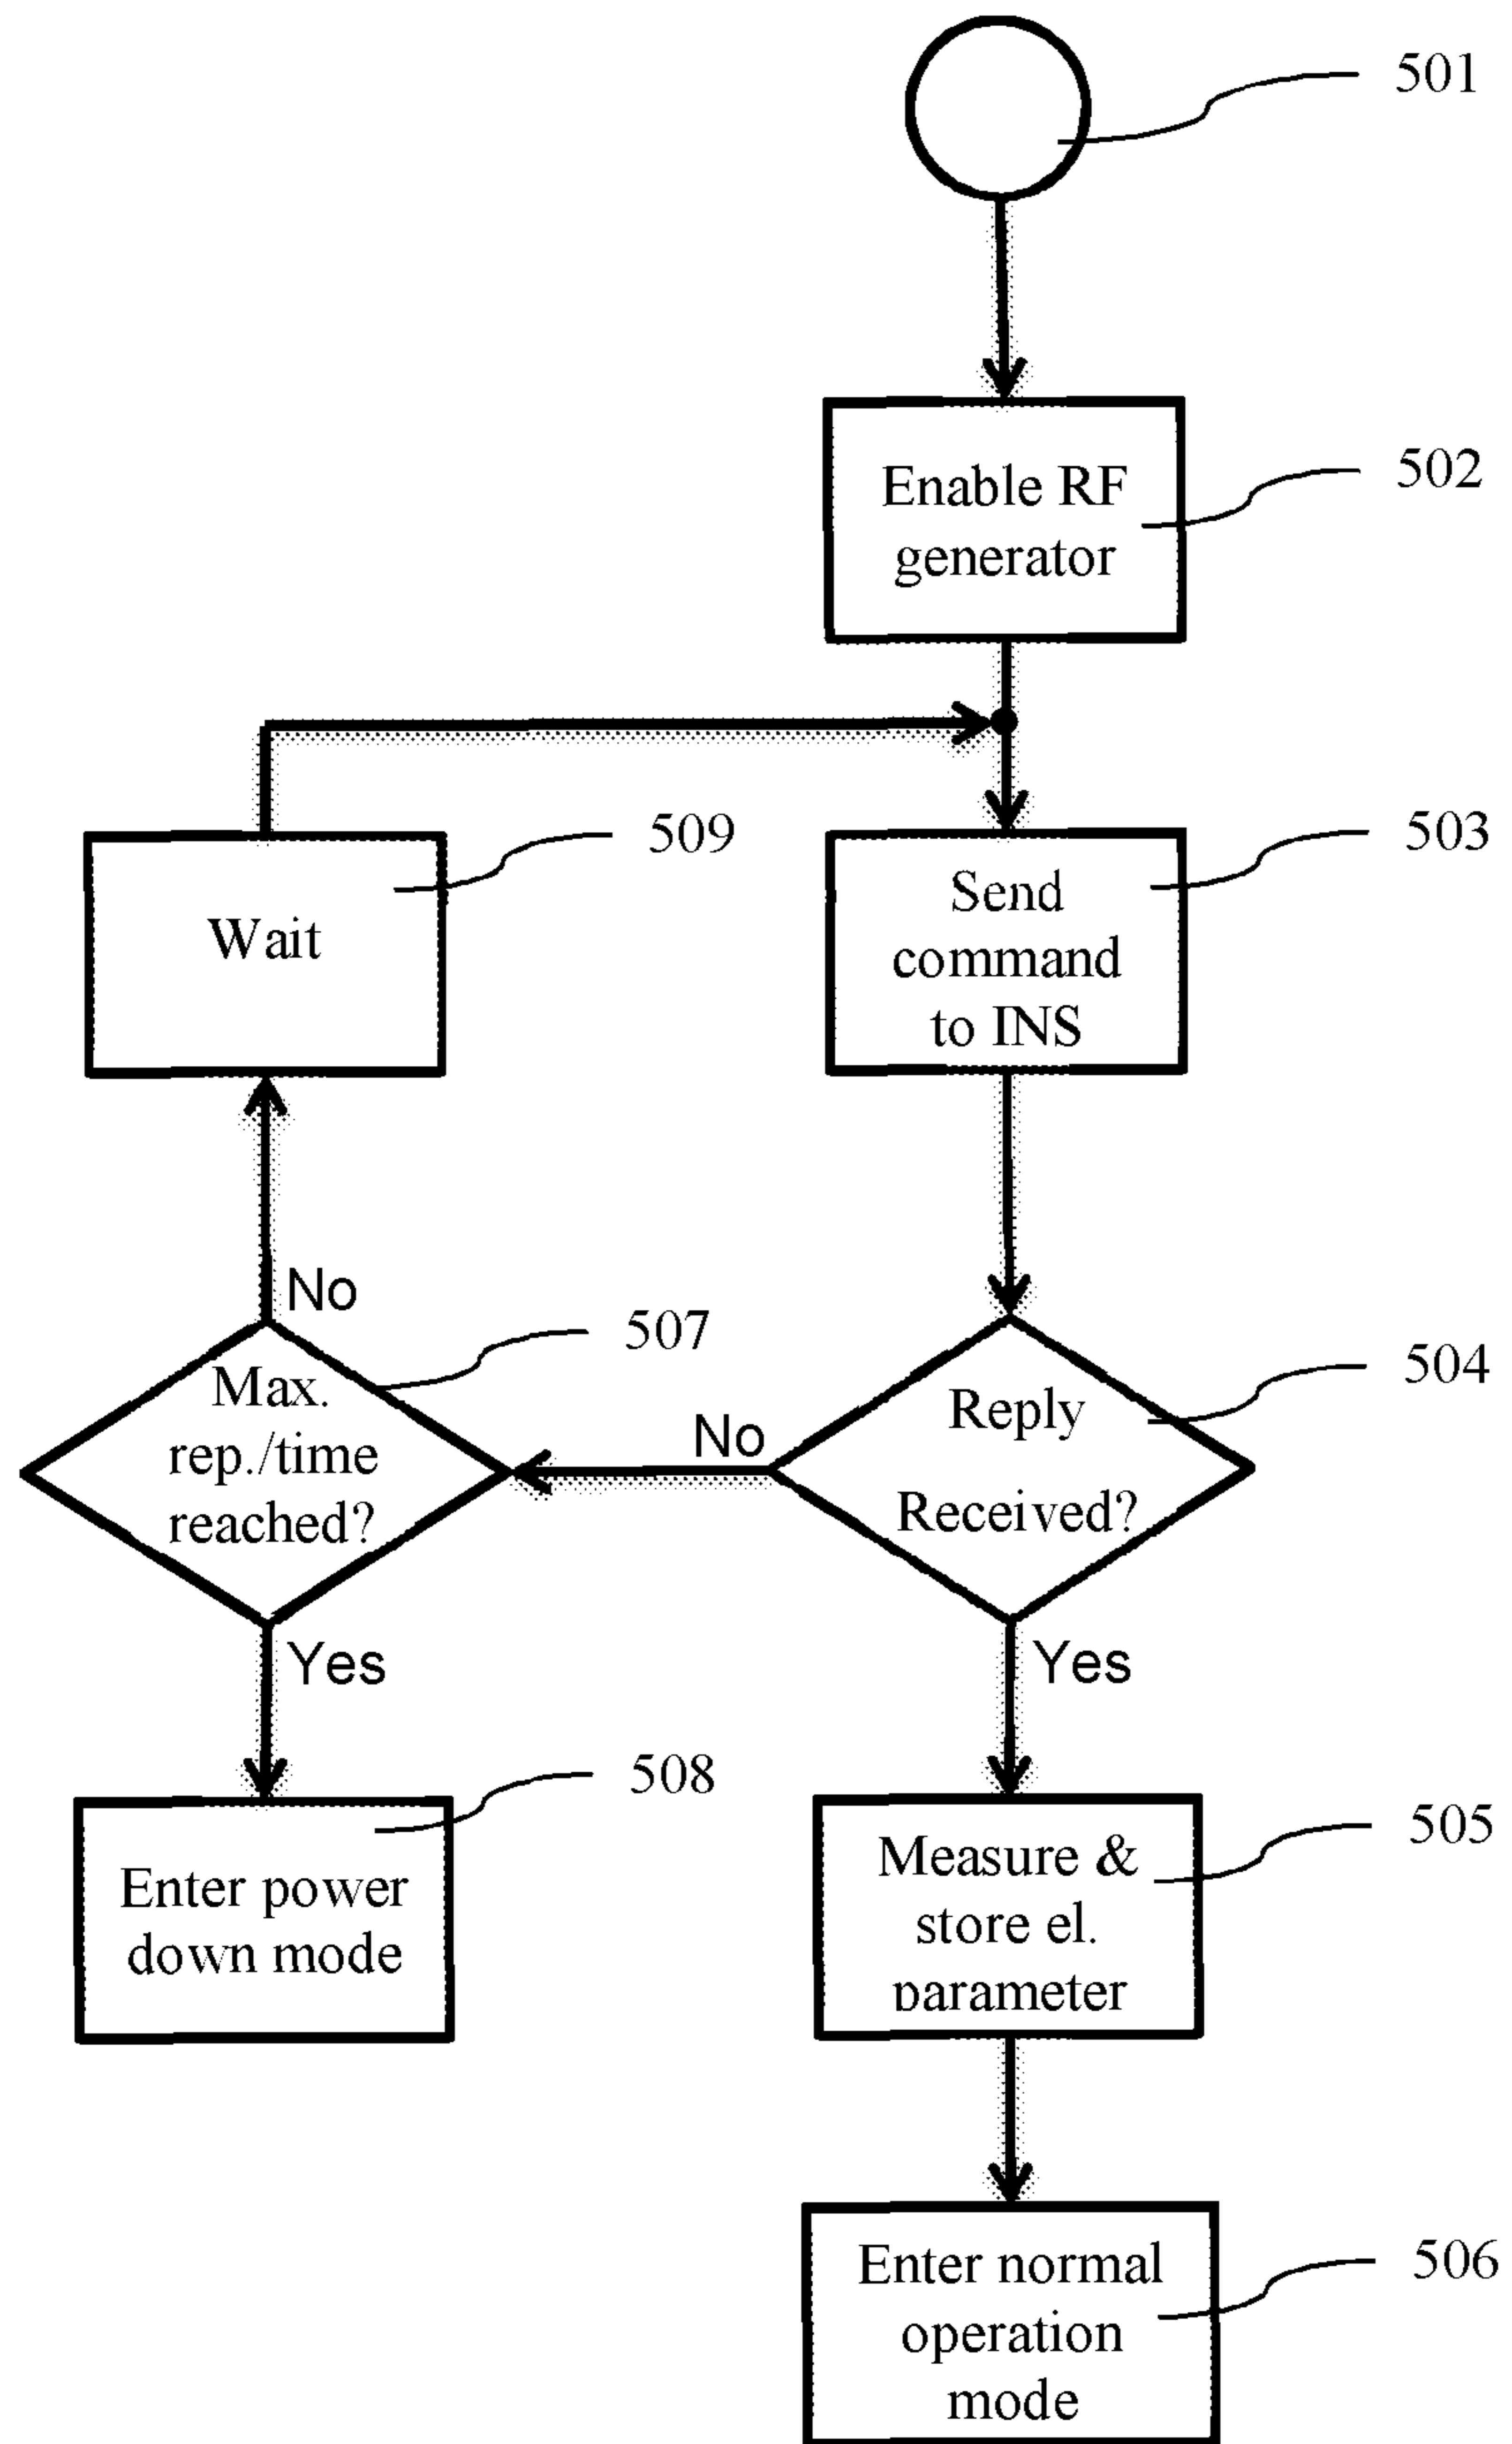 501
Enable RF
generator
502
509
Wait
503
Send
command
to INS
No
507
Max.
rep./time
reached?
No
504
Reply
Received?
Yes
Yes
508
Enter power
down mode
505
Measure &
store el.
parameter
506
Enter normal
operation
mode